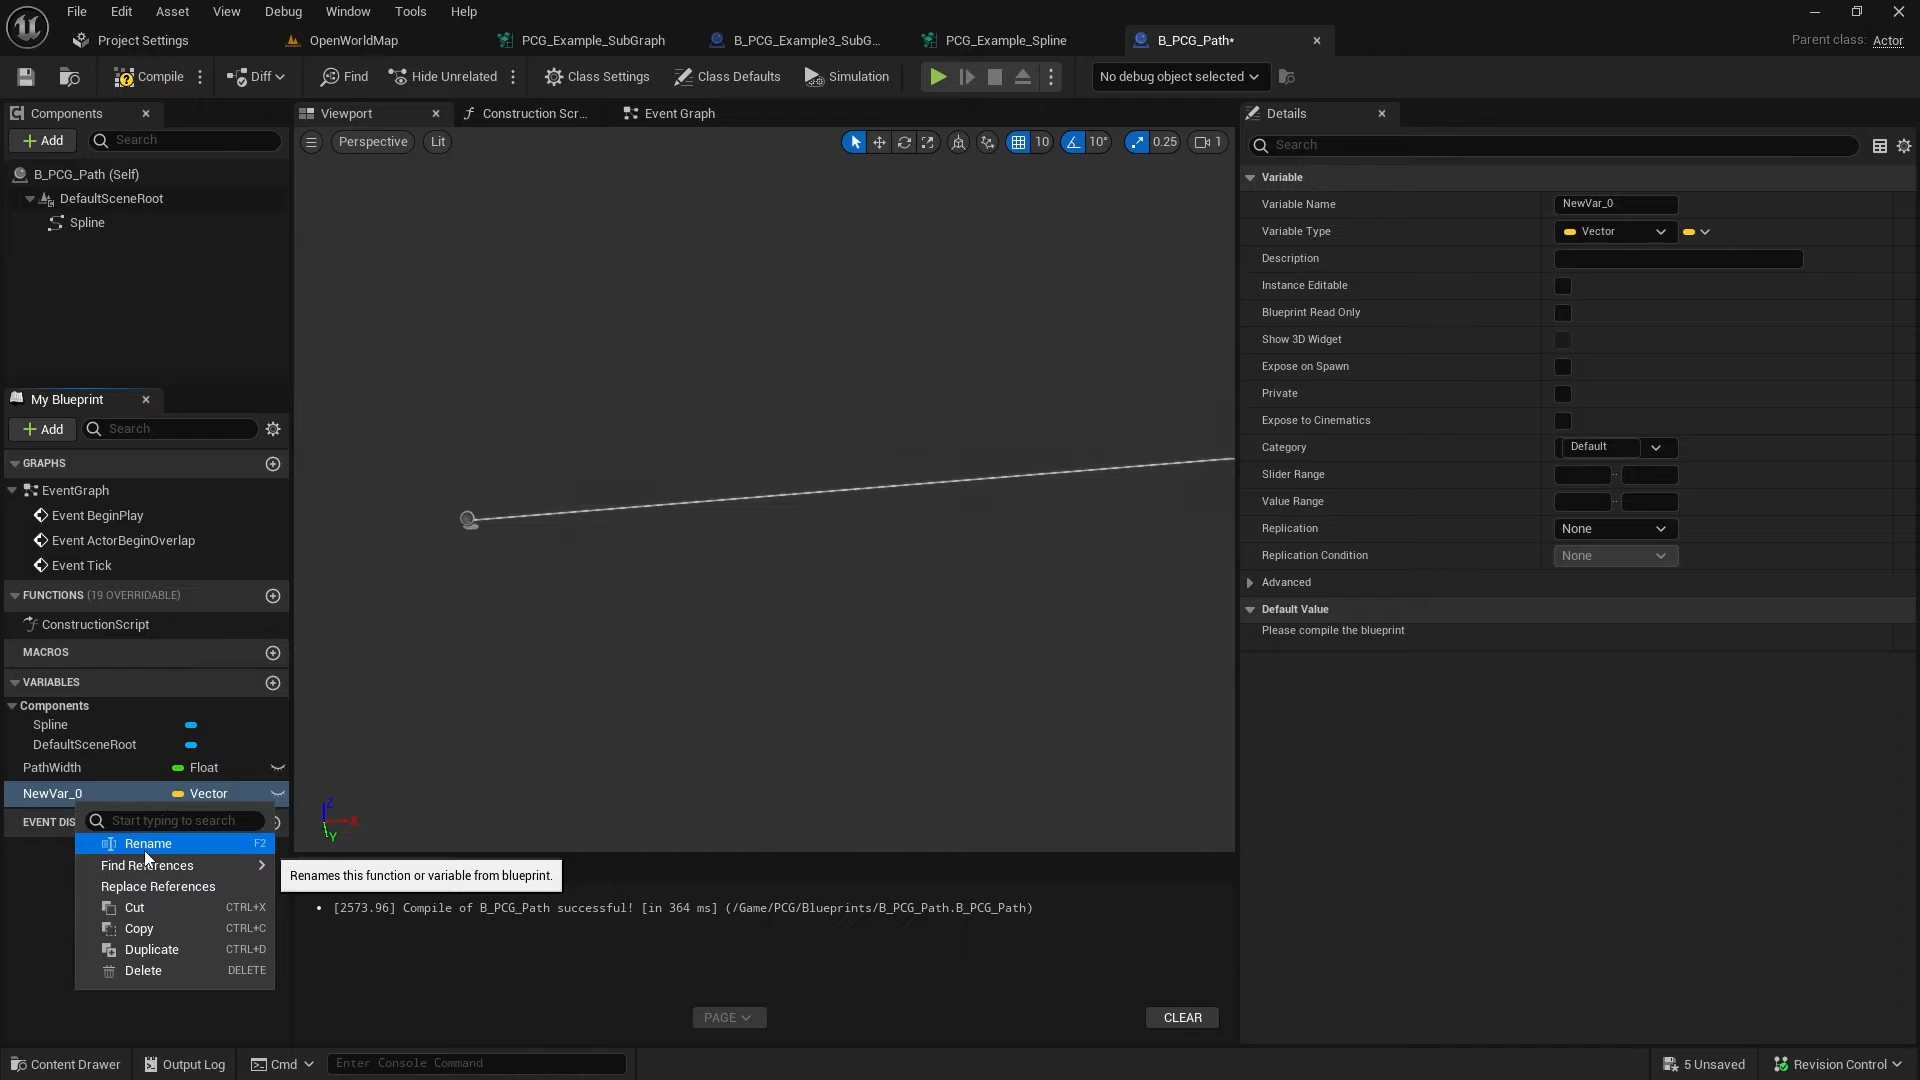 File Edit Asset View Debug Window Tools Help
Project Settings OpenWorldMap PCG_Example_SubGraph B_PCG_Example3_SubG... PCG_Example_Spline B_PCG_Path* Parent class: Actor
Compile Diff Find Hide Unrelated Class Settings Class Defaults Simulation No debug object selected
Components
Add Search
B_PCG_Path (Self)
DefaultSceneRoot
Spline
My Blueprint
Add Search
GRAPHS
EventGraph
Event BeginPlay
Event ActorBeginOverlap
Event Tick
FUNCTIONS (19 OVERRIDABLE)
ConstructionScript
MACROS
VARIABLES
Components
Spline
DefaultSceneRoot
PathWidth Float
NewVar_0 Vector
EVENT DIS
Start typing to search
Rename F2
Find References
Replace References
Cut CTRL+X
Copy CTRL+C
Duplicate CTRL+D
Delete DELETE
Renames this function or variable from blueprint.
Viewport Construction Scr... Event Graph
Perspective Lit 10 10° 0.25 1
Z
X
Y
[2573.96] Compile of B_PCG_Path successful! [in 364 ms] (/Game/PCG/Blueprints/B_PCG_Path.B_PCG_Path)
PAGE CLEAR
Details
Search
Variable
Variable Name NewVar_0
Variable Type Vector
Description
Instance Editable
Blueprint Read Only
Show 3D Widget
Expose on Spawn
Private
Expose to Cinematics
Category Default
Slider Range ..
Value Range ..
Replication None
Replication Condition None
Advanced
Default Value
Please compile the blueprint
Content Drawer Output Log Cmd Enter Console Command 5 Unsaved Revision Control